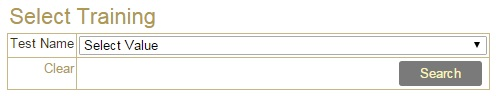 Select Training
Test Name Select Value
Clear Search